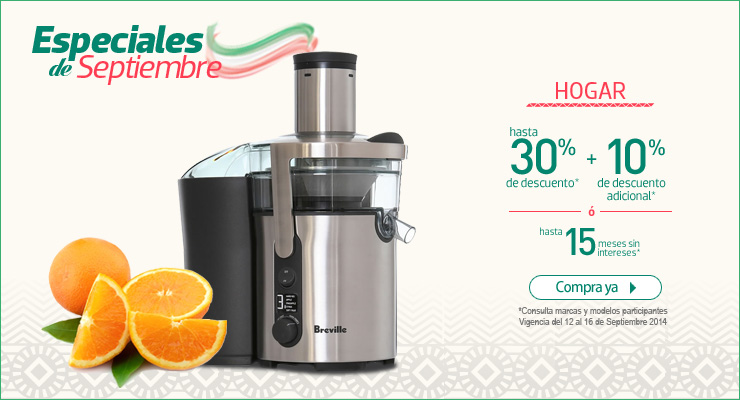 Especiales
de Septiembre
HOGAR
hasta
30% + 10%
de descuento* de descuento
adicional*
ó
hasta 15 meses sin
intereses*
Compra ya
*Consulta marcas y modelos participantes
Vigencia del 12 al 16 de Septiembre 2014
3
Breville